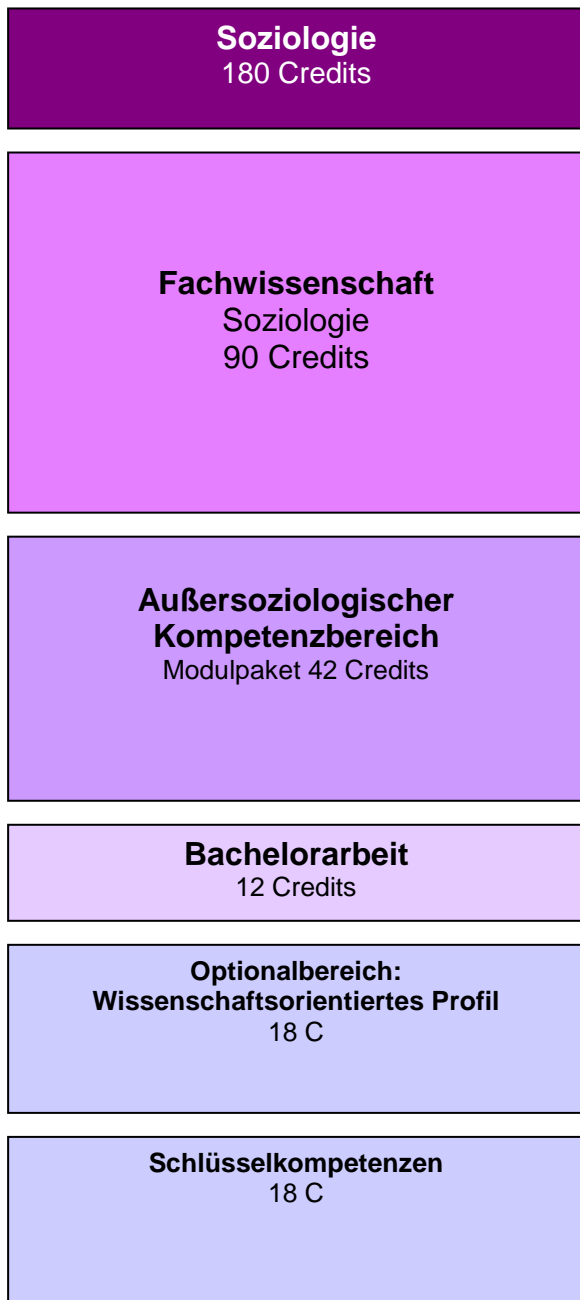 Soziologie
180 Credits
Fachwissenschaft
Soziologie
90 Credits
Außersoziologischer
Kompetenzbereich
Modulpaket 42 Credits
Bachelorarbeit
12 Credits
Optionalbereich:
Wissenschaftsorientiertes Profil
18 C
Schlüsselkompetenzen
18 C